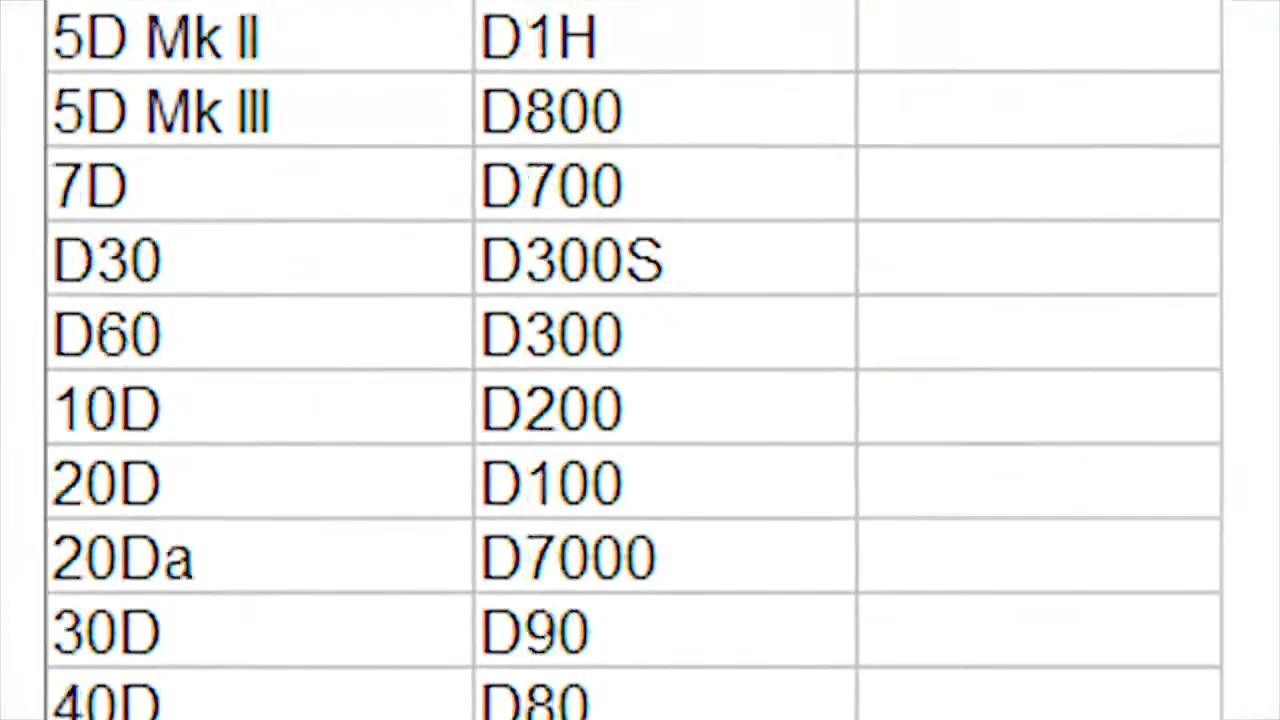 5D Mk II D1H
5D Mk III D800
7D D700
D30 D300S
D60 D300
10D D200
20D D100
20Da D7000
30D D90
40D D80